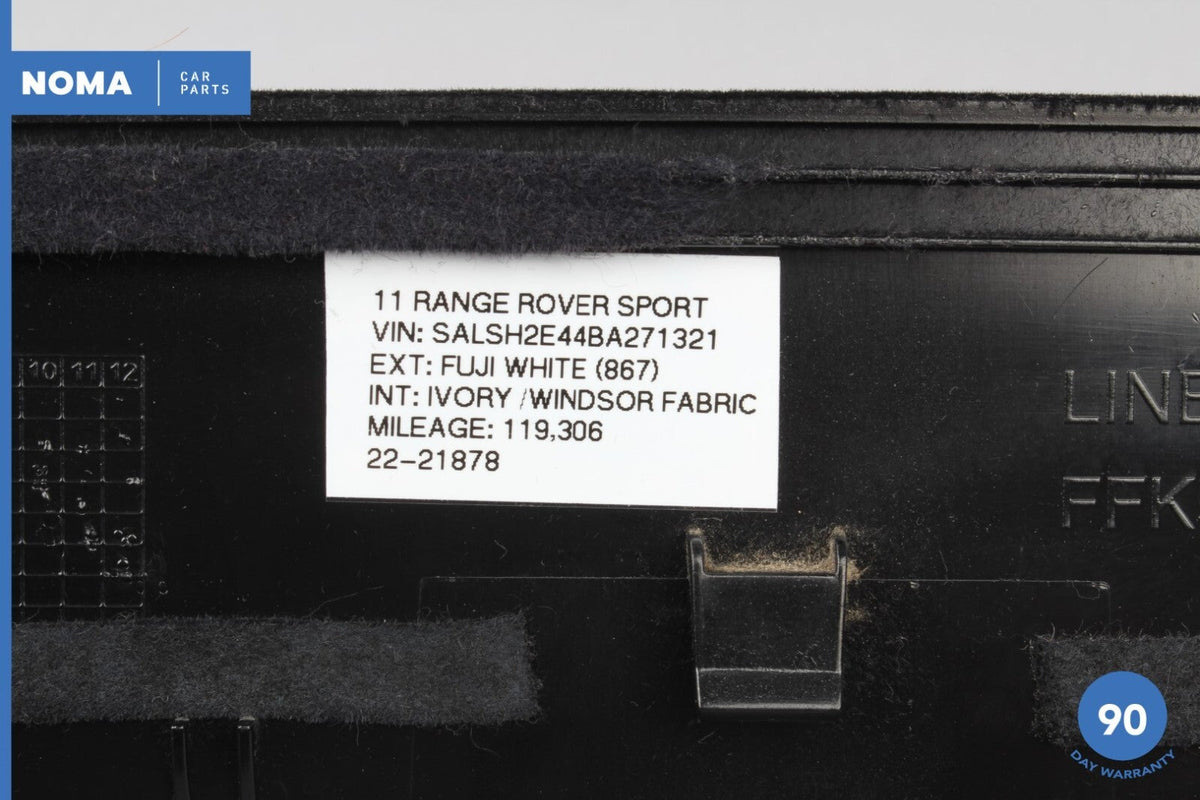 NOMA
CAR
PARTS
11 RANGE ROVER SPORT
VIN: SALSH2E44BA271321
EXT: FUJI WHITE (867)
INT: IVORY /WINDSOR FABRIC
MILEAGE: 119,306
22-21878
10 11 12
LINE
FFK
90
DAY WARRANTY